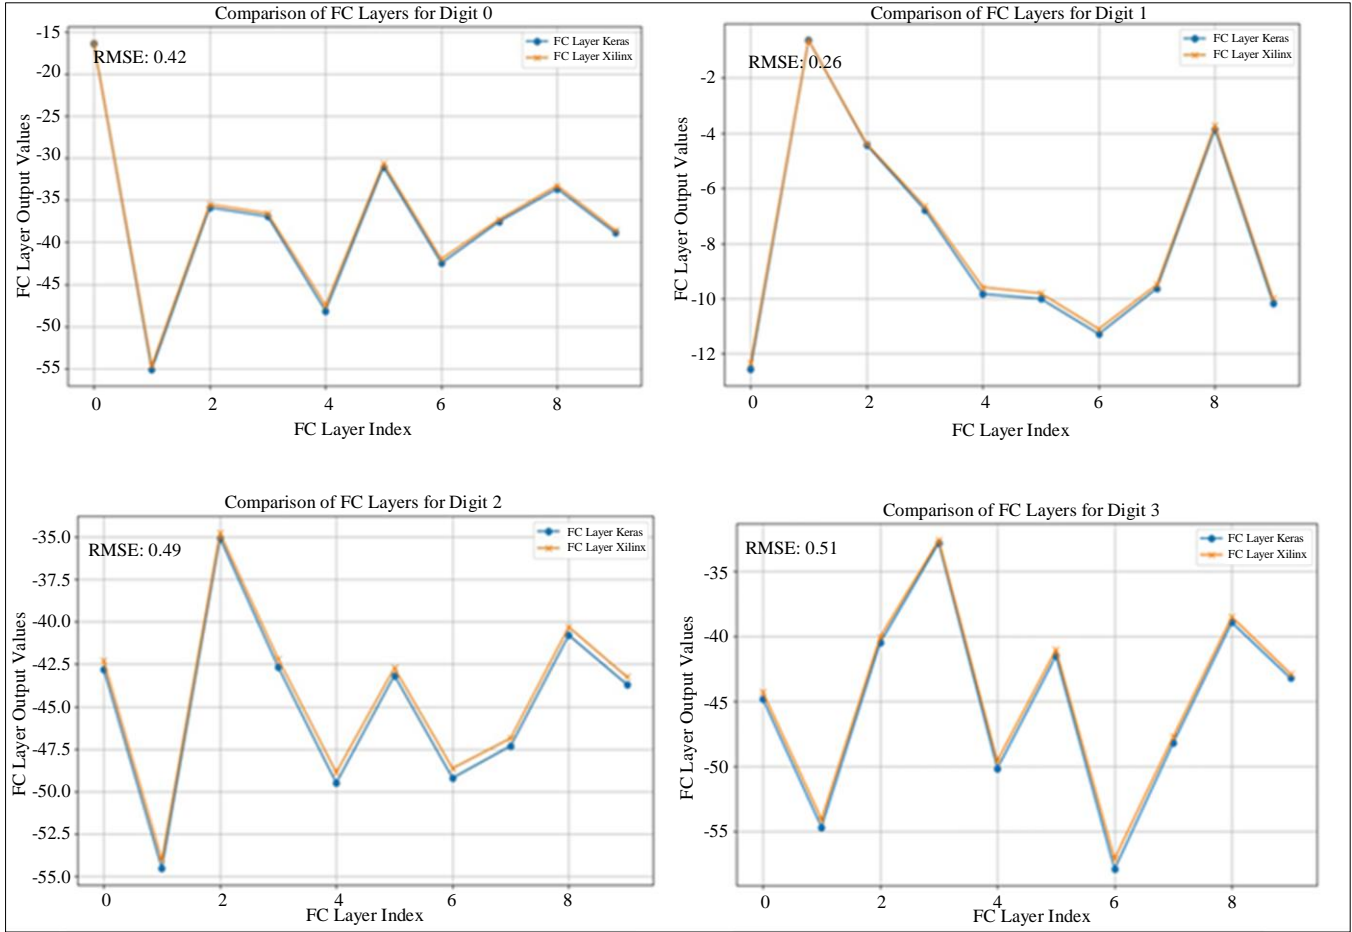 Comparison of FC Layers for Digit 0
RMSE: 0.42
FC Layer Keras
FC Layer Xilinx
FC Layer Output Values
-15
-20
-25
-30
-35
-40
-45
-50
-55
0 2 4 6 8
FC Layer Index
Comparison of FC Layers for Digit 1
RMSE: 0.26
FC Layer Keras
FC Layer Xilinx
FC Layer Output Values
-2
-4
-6
-8
-10
-12
0 2 4 6 8
FC Layer Index
Comparison of FC Layers for Digit 2
RMSE: 0.49
FC Layer Keras
FC Layer Xilinx
FC Layer Output Values
-35.0
-37.5
-40.0
-42.5
-45.0
-47.5
-50.0
-52.5
-55.0
0 2 4 6 8
FC Layer Index
Comparison of FC Layers for Digit 3
RMSE: 0.51
FC Layer Keras
FC Layer Xilinx
FC Layer Output Values
-35
-40
-45
-50
-55
0 2 4 6 8
FC Layer Index